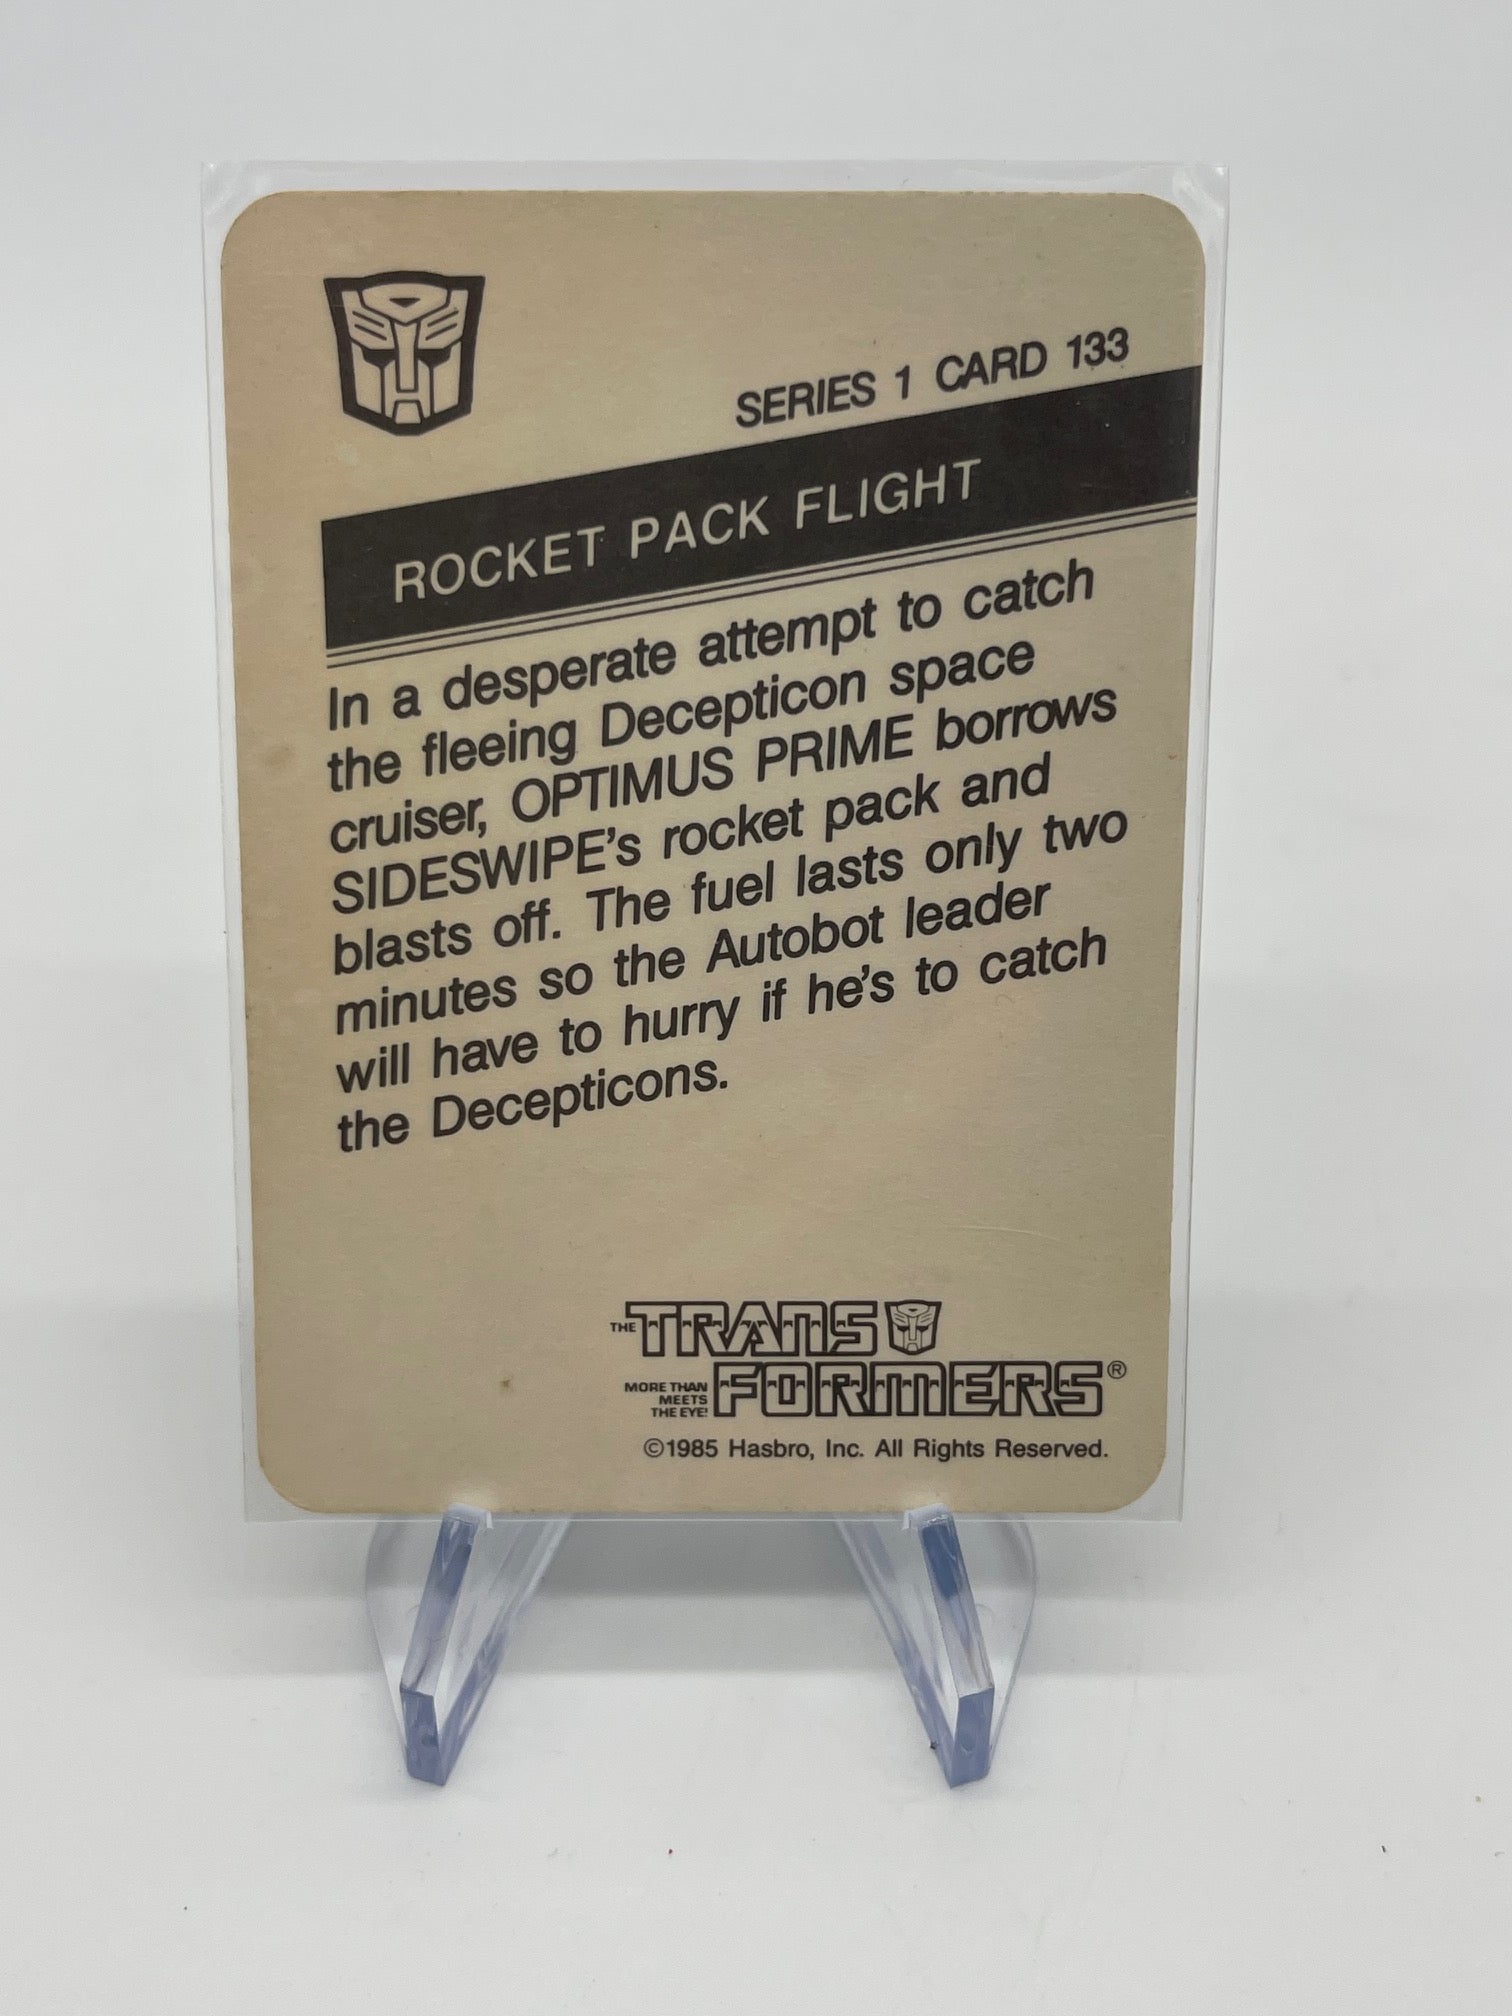 SERIES 1 CARD 133
ROCKET PACK FLIGHT
In a desperate attempt to catch
the fleeing Decepticon space
cruiser, OPTIMUS PRIME borrows
SIDESWIPE's rocket pack and
blasts off. The fuel lasts only two
minutes so the Autobot leader
will have to hurry if he's to catch
the Decepticons.
THE TRANS
FORMERS®
MORE THAN
MEETS
THE EYE!
©1985 Hasbro, Inc. All Rights Reserved.